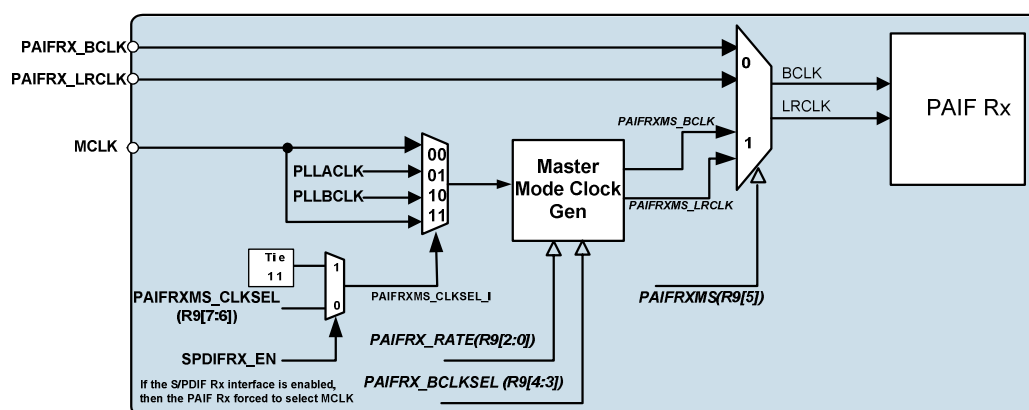 PAIFRX_BCLK
PAIFRX_LRCLK
MCLK
PLLACLK
PLLBCLK
00
01
10
11
Master
Mode Clock
Gen
PAIFRXMS_BCLK
PAIFRXMS_LRCLK
0
1
BCLK
LRCLK
PAIF Rx
Tie
11
1
0
PAIFRXMS_CLKSEL
(R9[7:6])
PAIFRXMS_CLKSEL_I
SPDIFRX_EN
PAIFRXMS(R9[5])
PAIFRX_RATE(R9[2:0])
PAIFRX_BCLKSEL (R9[4:3])
If the S/PDIF Rx interface is enabled,
then the PAIF Rx forced to select MCLK